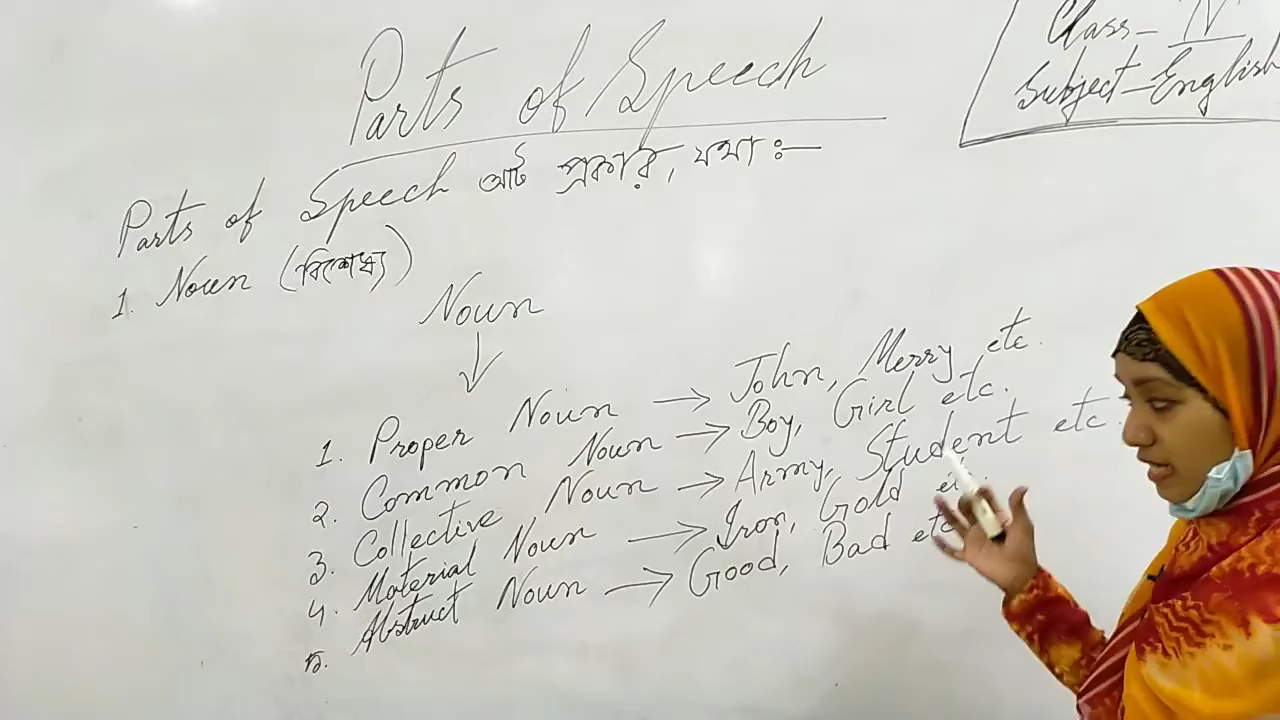 Parts of Speech
Class- IV
Subject-English
Parts of Speech আট প্রকার, যথাঃ-
1. Noun (বিশেষ্য)
Noun
1. Proper Noun → John, Merry etc.
2. Common Noun → Boy, Girl etc.
3. Collective Noun → Army, Student etc.
4. Material Noun → Iron, Gold etc.
5. Abstruct Noun → Good, Bad etc